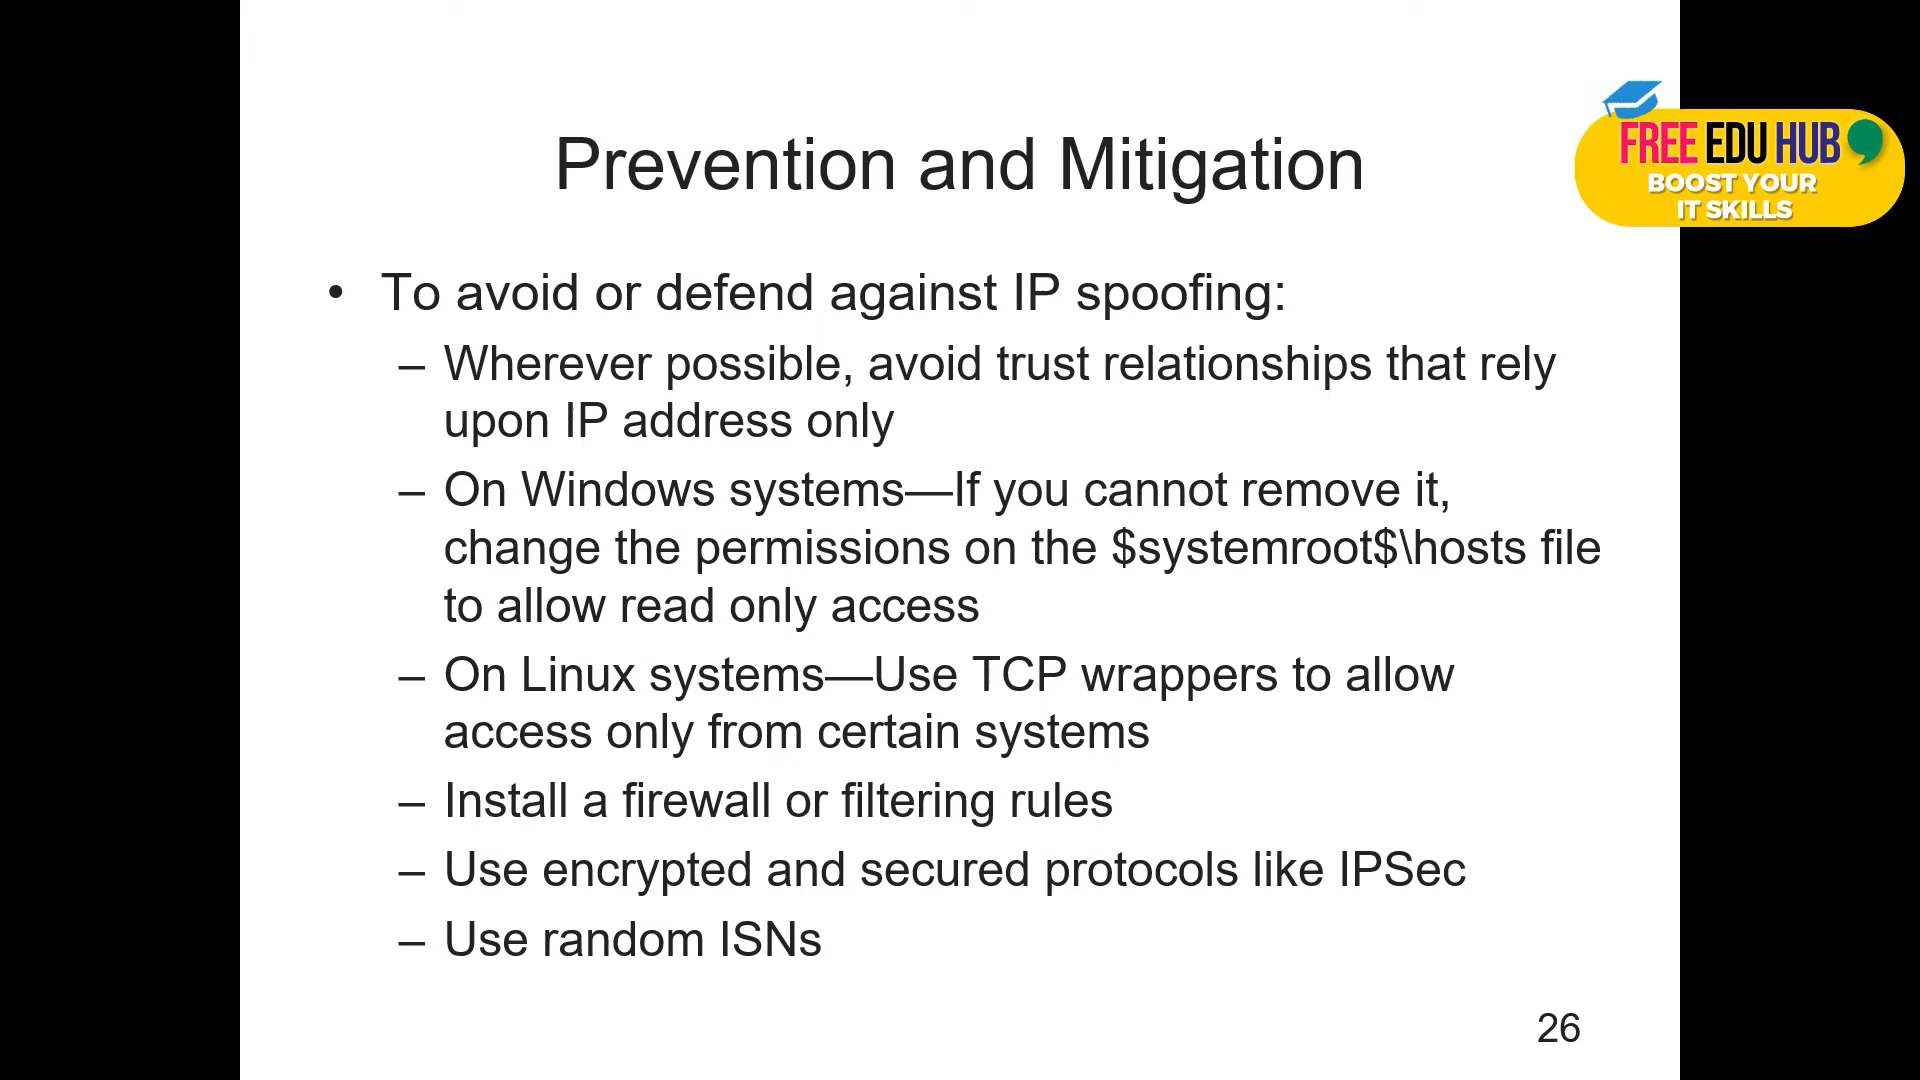 Prevention and Mitigation
FREE EDU HUB
BOOST YOUR
IT SKILLS
• To avoid or defend against IP spoofing:
– Wherever possible, avoid trust relationships that rely
upon IP address only
– On Windows systems—If you cannot remove it,
change the permissions on the $systemroot$\hosts file
to allow read only access
– On Linux systems—Use TCP wrappers to allow
access only from certain systems
– Install a firewall or filtering rules
– Use encrypted and secured protocols like IPSec
– Use random ISNs
26